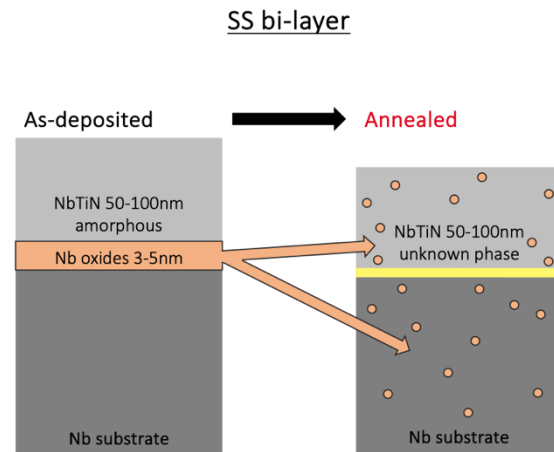 SS bi-layer
As-deposited
Annealed
NbTiN 50-100nm
amorphous
Nb oxides 3-5nm
Nb substrate
NbTiN 50-100nm
unknown phase
Nb substrate